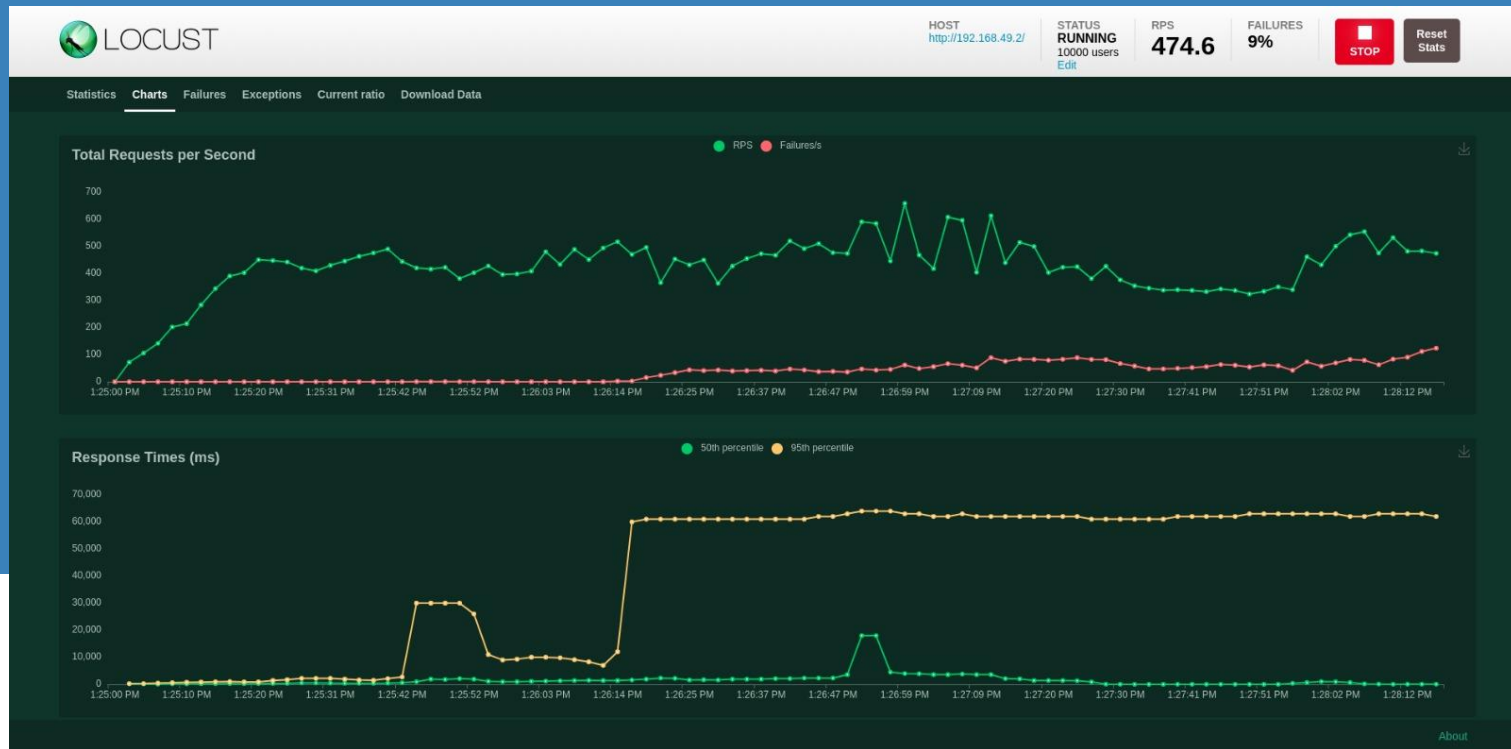 LOCUST
HOST
http://192.168.49.2/
STATUS
RUNNING
10000 users
Edit
RPS
474.6
FAILURES
9%
STOP
Reset
Stats
Statistics Charts Failures Exceptions Current ratio Download Data
Total Requests per Second
RPS Failures/s
700
600
500
400
300
200
100
0
1:25:00 PM 1:25:10 PM 1:25:20 PM 1:25:31 PM 1:25:42 PM 1:25:52 PM 1:26:03 PM 1:26:14 PM 1:26:25 PM 1:26:37 PM 1:26:47 PM 1:26:59 PM 1:27:09 PM 1:27:20 PM 1:27:30 PM 1:27:41 PM 1:27:51 PM 1:28:02 PM 1:28:12 PM
Response Times (ms)
50th percentile 95th percentile
70,000
60,000
50,000
40,000
30,000
20,000
10,000
0
1:25:00 PM 1:25:10 PM 1:25:20 PM 1:25:31 PM 1:25:42 PM 1:25:52 PM 1:26:03 PM 1:26:14 PM 1:26:25 PM 1:26:37 PM 1:26:47 PM 1:26:59 PM 1:27:09 PM 1:27:20 PM 1:27:30 PM 1:27:41 PM 1:27:51 PM 1:28:02 PM 1:28:12 PM
About